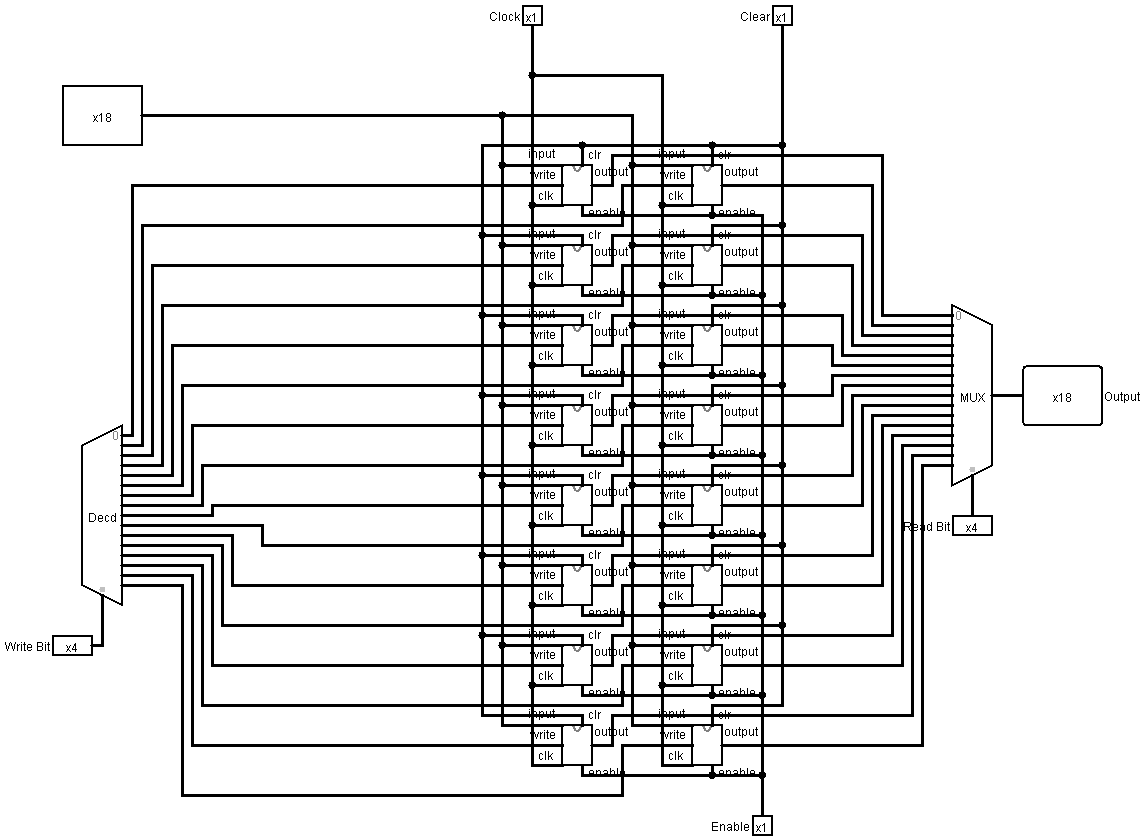 Clock x1 Clear x1
x18
input clr input clr
write output write output
clk clk
enable enable
input clr input clr
write output write output
clk clk
enable enable
input clr input clr
0
write output write output
clk clk
enable enable
input clr input clr
MUX x18 Output
write output write output
0 clk clk
enable enable
input clr input clr
write output write output
Decd clk clk
Read Bit x4
enable enable
input clr input clr
write output write output
clk clk
enable enable
input clr input clr
Write Bit x4
write output write output
clk clk
enable enable
input clr input clr
write output write output
clk clk
enable enable
Enable x1